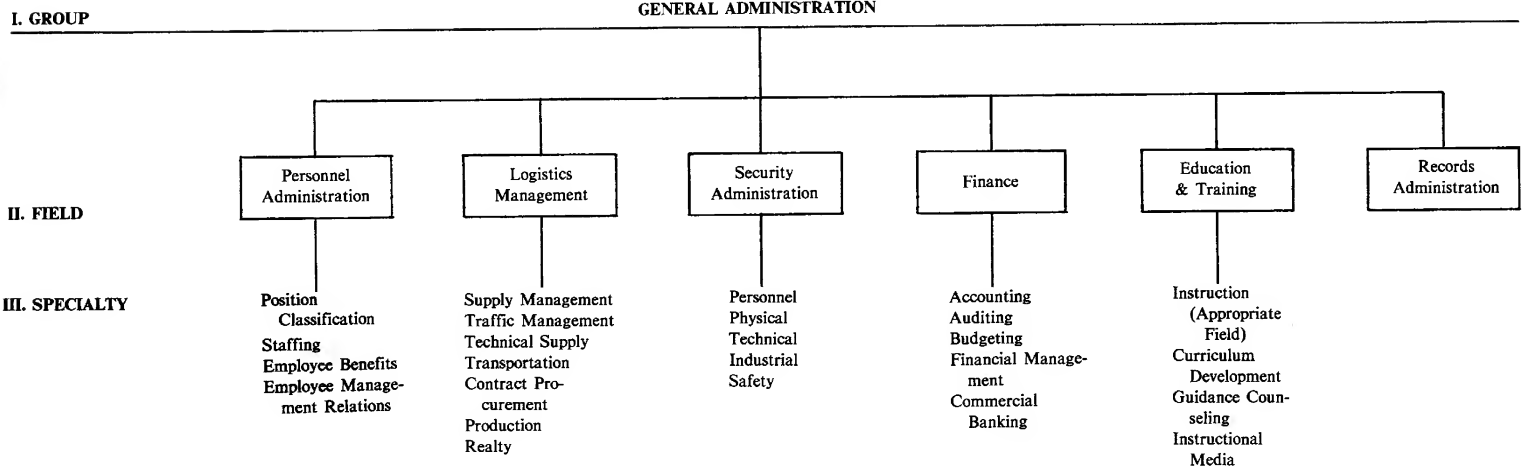 I. GROUP
GENERAL ADMINISTRATION
Personnel
Administration
Logistics
Management
Security
Administration
Finance
Education
& Training
Records
Administration
II. FIELD
III. SPECIALTY
Position
Classification
Staffing
Employee Benefits
Employee Manage-
ment Relations
Supply Management
Traffic Management
Technical Supply
Transportation
Contract Pro-
curement
Production
Realty
Personnel
Physical
Technical
Industrial
Safety
Accounting
Auditing
Budgeting
Financial Manage-
ment
Commercial
Banking
Instruction
(Appropriate
Field)
Curriculum
Development
Guidance Coun-
seling
Instructional
Media